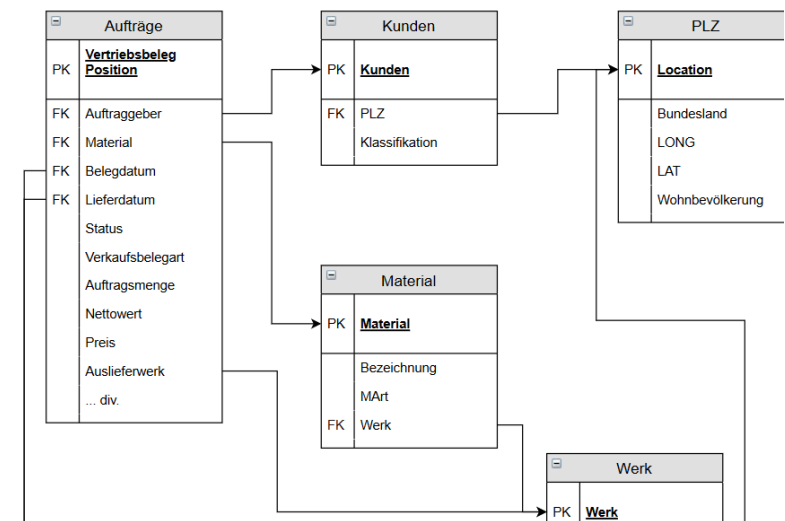 Aufträge
PK
Vertriebsbeleg
Position
FK Auftraggeber
FK Material
FK Belegdatum
FK Lieferdatum
Status
Verkaufsbelegart
Auftragsmenge
Nettowert
Preis
Auslieferwerk
... div.
Kunden
PK Kunden
FK PLZ
Klassifikation
PLZ
PK Location
Bundesland
LONG
LAT
Wohnbevölkerung
Material
PK Material
Bezeichnung
MArt
FK Werk
Werk
PK Werk